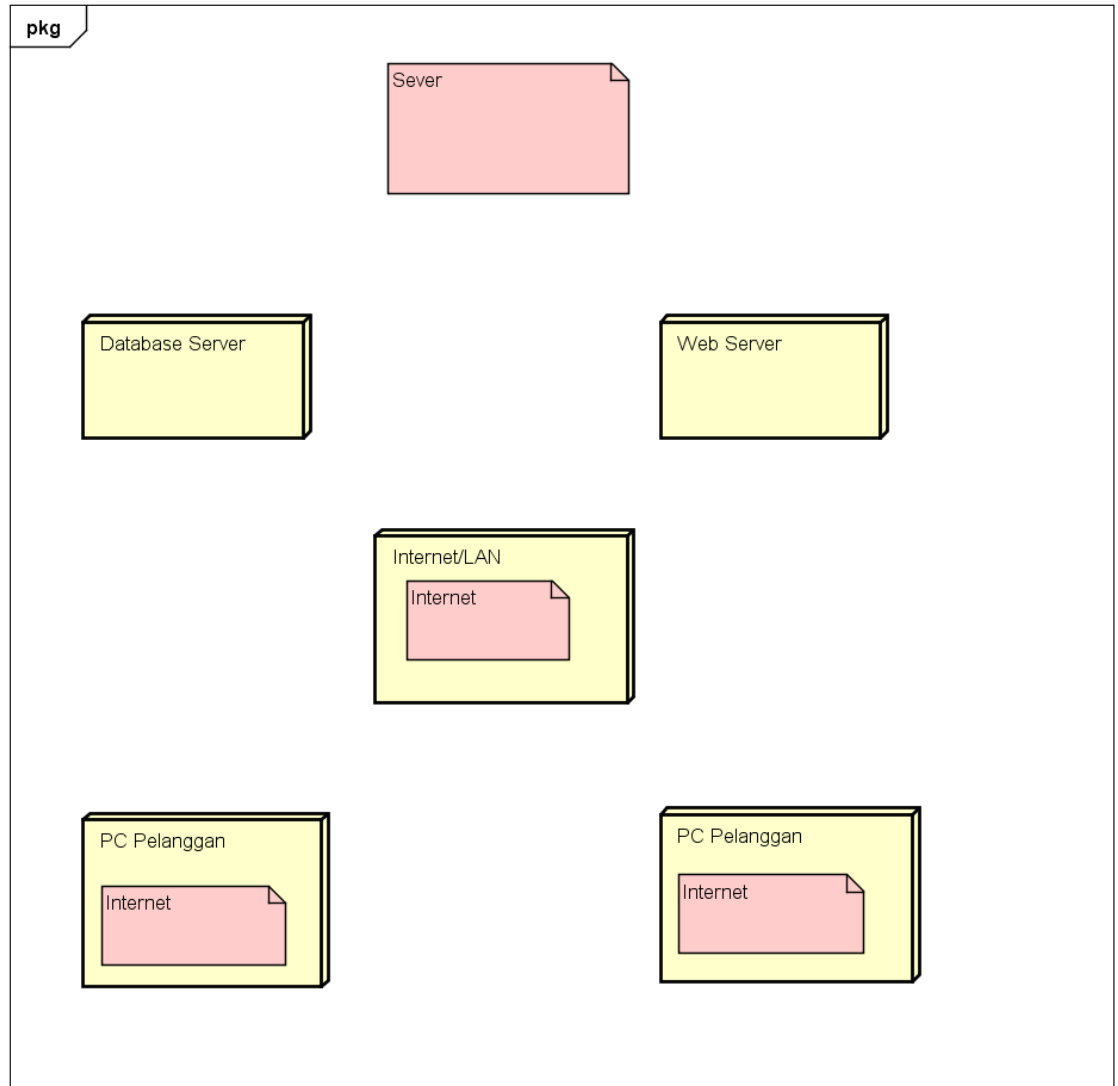 pkg
Sever
Database Server
Web Server
Internet/LAN
Internet
PC Pelanggan
Internet
PC Pelanggan
Internet